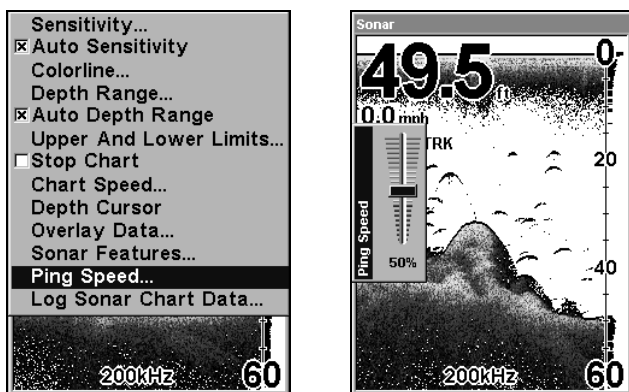 Sensitivity...
Auto Sensitivity
Colorline...
Depth Range...
Auto Depth Range
Upper And Lower Limits...
Stop Chart
Chart Speed...
Depth Cursor
Overlay Data...
Sonar Features...
Ping Speed...
Log Sonar Chart Data...
200kHz
60
Sonar
0
49.5 ft
0.0 mph
TRK
20
Ping Speed
50%
40
200kHz
60